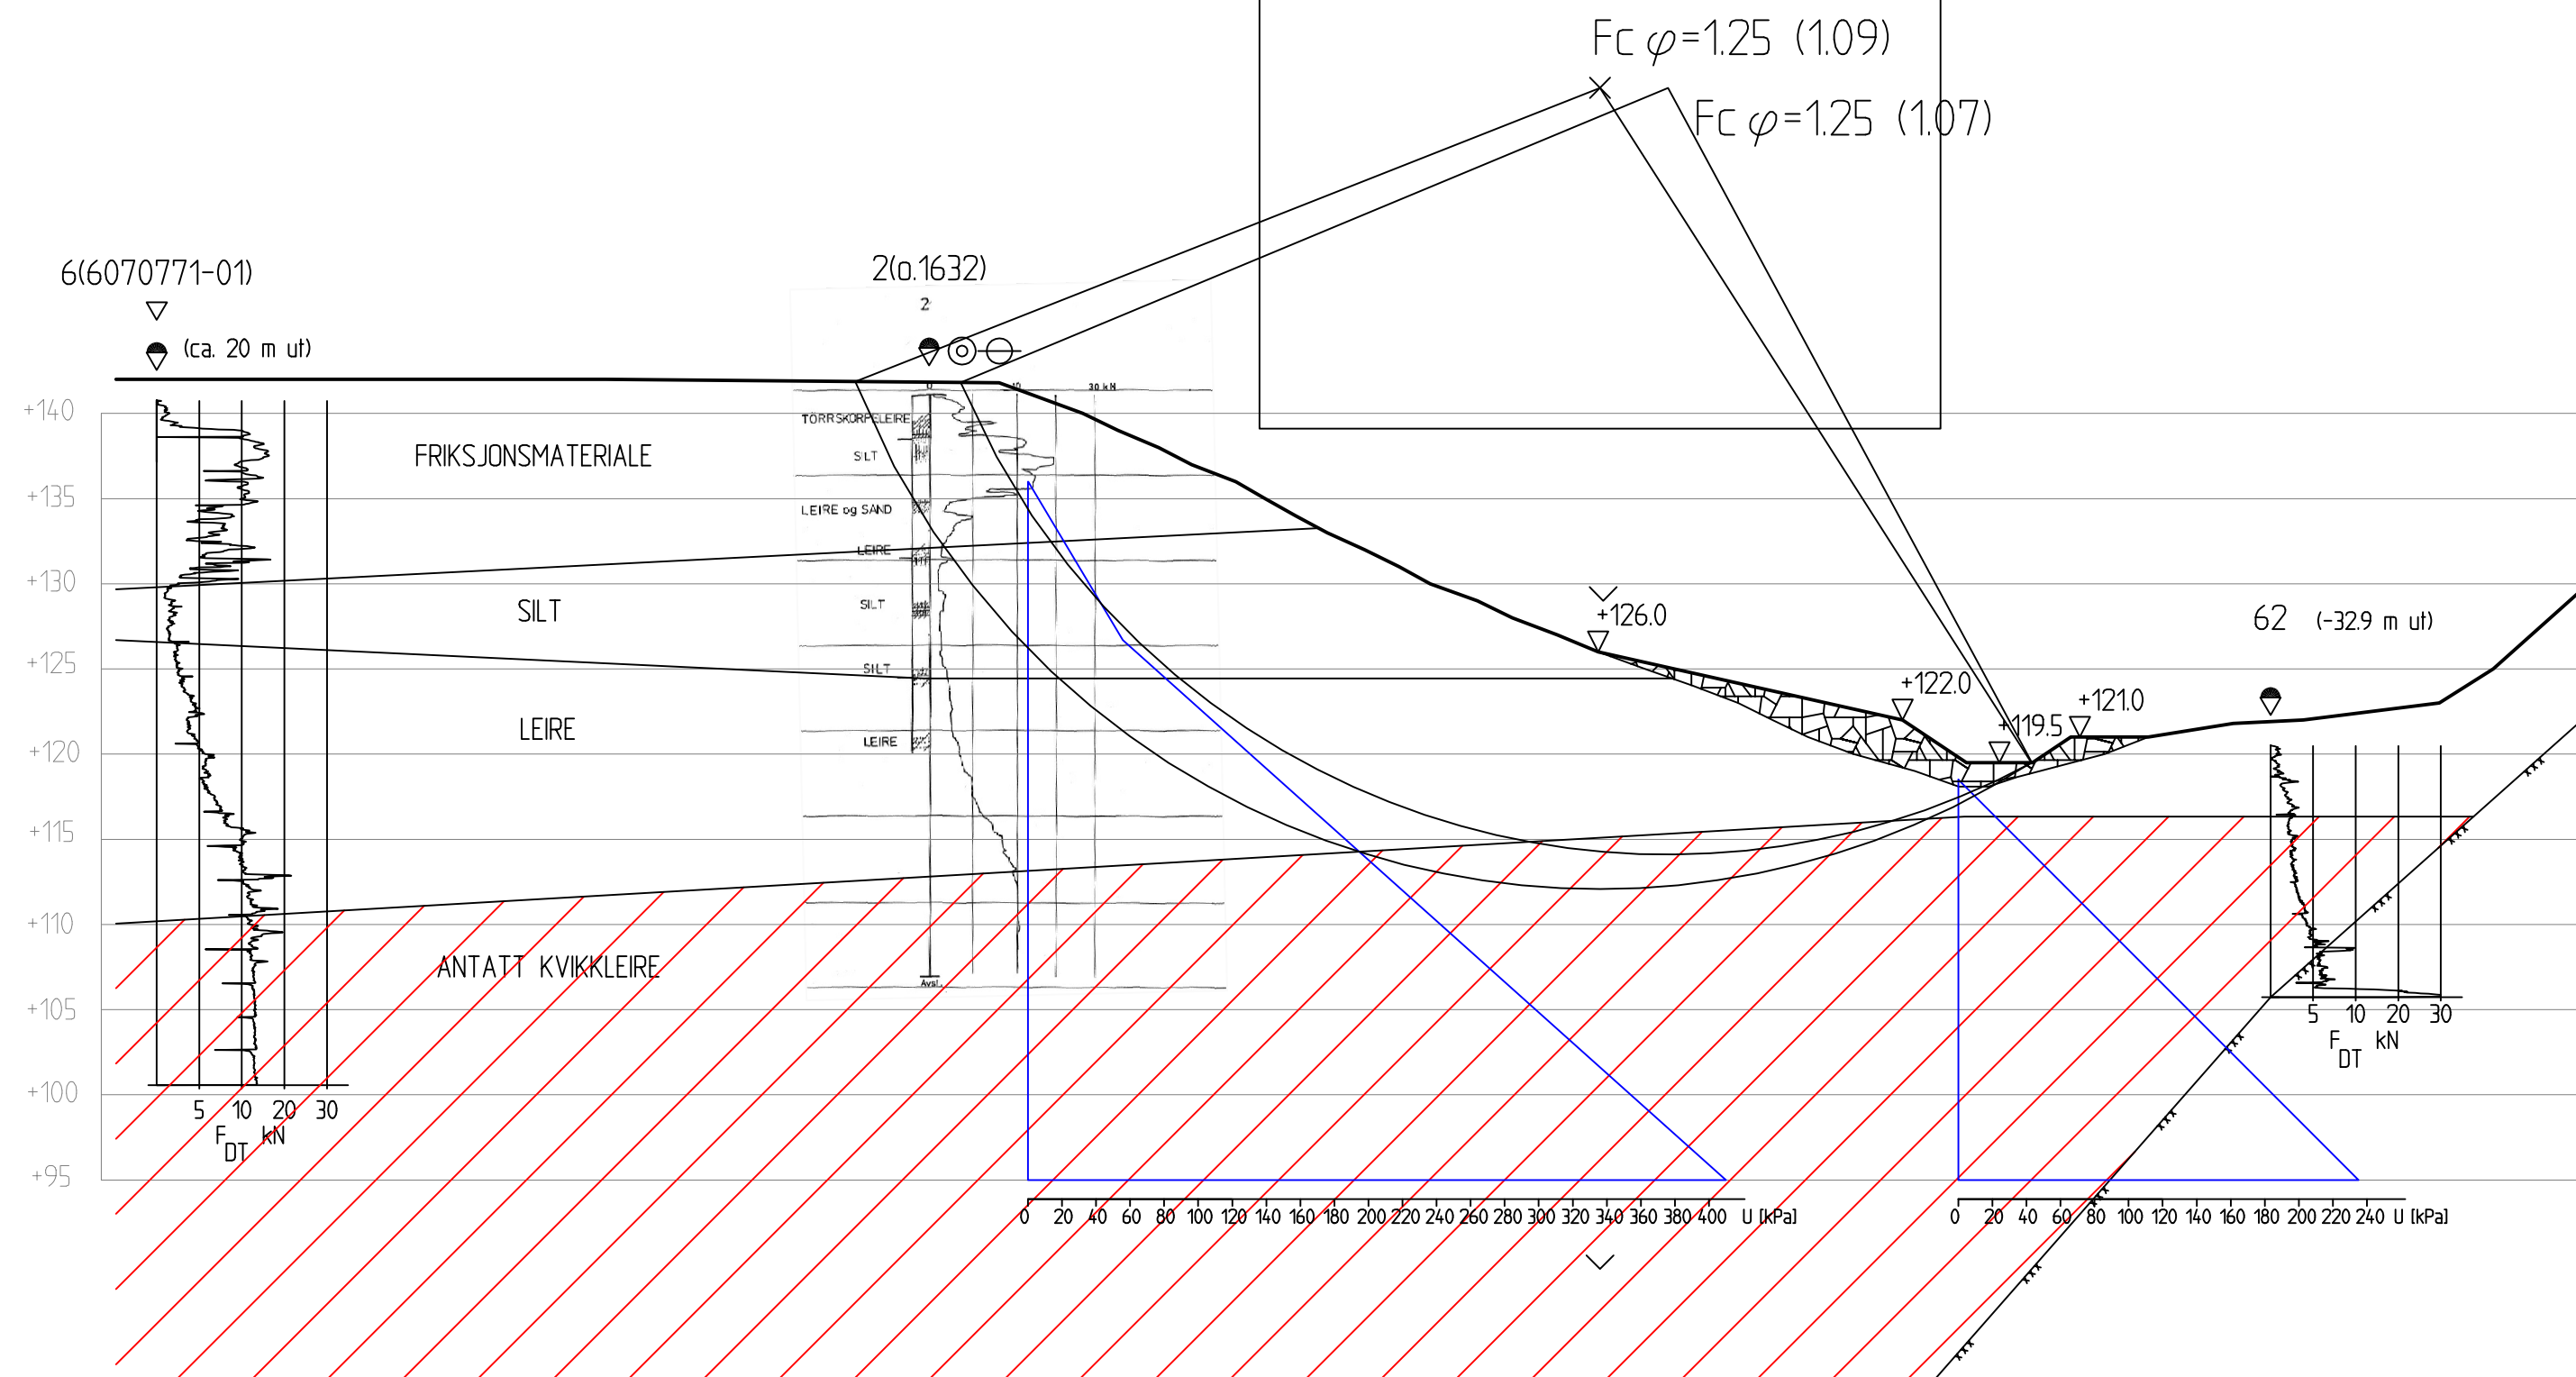 Fc φ=1.25 (1.09)
Fc φ=1.25 (1.07)
6(6070771-01)
2(o.1632)
2
(ca. 20 m ut)
0 10 30 kN
+140
TÖRRSKORPELEIRE
FRIKSJONSMATERIALE
SILT
+135
LEIRE og SAND
LEIRE
+130
SILT
SILT
+126.0
62 (-32.9 m ut)
+125
SILT
+122.0
+121.0
+119.5
LEIRE
LEIRE
+120
+115
+110
ANTATT KVIKKLEIRE
Avsl.
+105
5 10 20 30
F DT kN
+100
5 10 20 30
F DT kN
+95
0 20 40 60 80 100 120 140 160 180 200 220 240 260 280 300 320 340 360 380 400 U [kPa]
0 20 40 60 80 100 120 140 160 180 200 220 240 U [kPa]